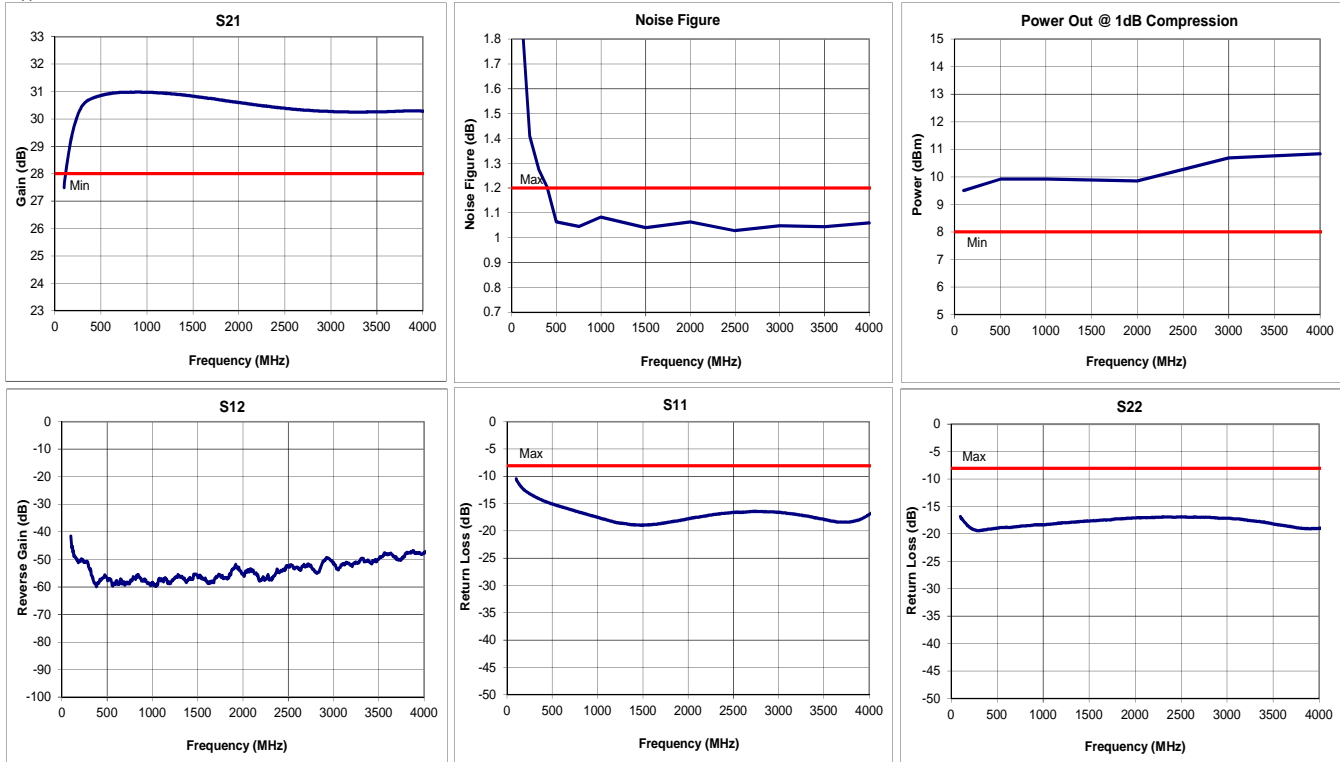 S21
33
32
31
30
29
28
27
26
25
24
23
Gain (dB)
Min
0 500 1000 1500 2000 2500 3000 3500 4000
Frequency (MHz)
Noise Figure
1.8
1.7
1.6
1.5
1.4
1.3
1.2
1.1
1
0.9
0.8
0.7
Noise Figure (dB)
Max
0 500 1000 1500 2000 2500 3000 3500 4000
Frequency (MHz)
Power Out @ 1dB Compression
15
14
13
12
11
10
9
8
7
6
5
Power (dBm)
Min
0 500 1000 1500 2000 2500 3000 3500 4000
Frequency (MHz)
S12
0
-10
-20
-30
-40
-50
-60
-70
-80
-90
-100
Reverse Gain (dB)
0 500 1000 1500 2000 2500 3000 3500 4000
Frequency (MHz)
S11
0
-5
-10
-15
-20
-25
-30
-35
-40
-45
-50
Return Loss (dB)
Max
0 500 1000 1500 2000 2500 3000 3500 4000
Frequency (MHz)
S22
0
-5
-10
-15
-20
-25
-30
-35
-40
-45
-50
Return Loss (dB)
Max
0 500 1000 1500 2000 2500 3000 3500 4000
Frequency (MHz)